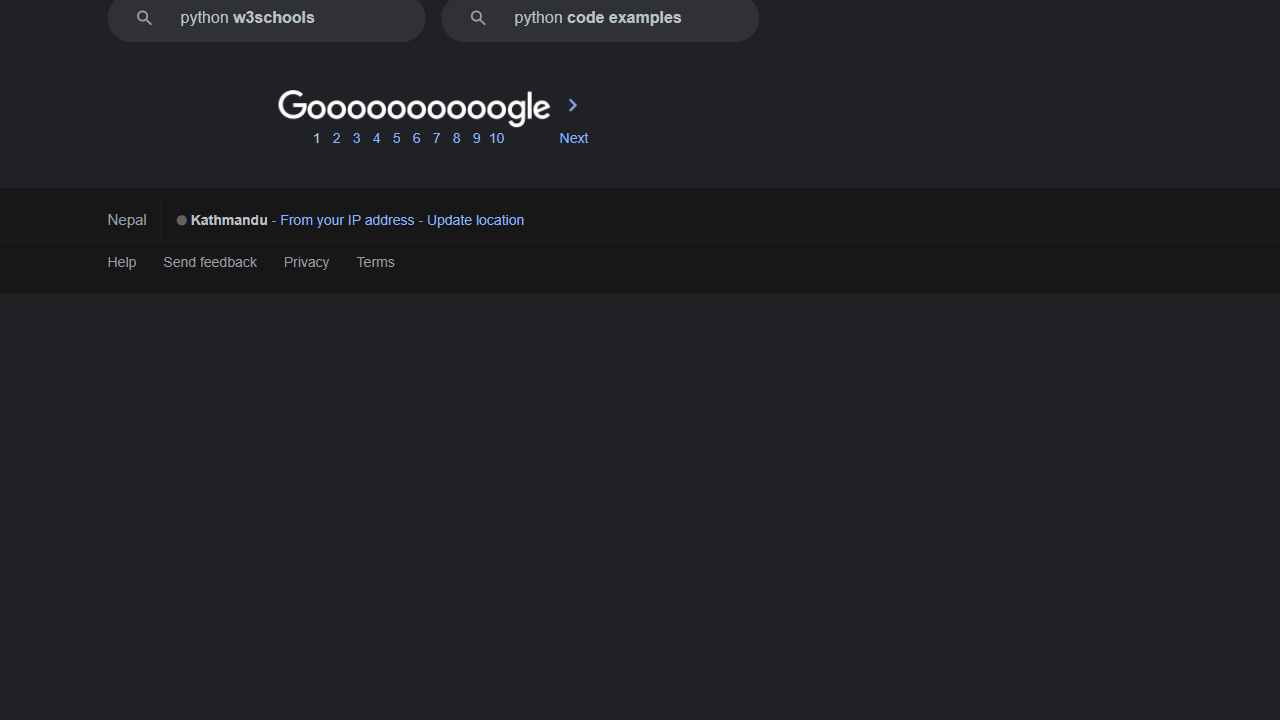 python w3schools
python code examples
Goooooooooogle >
1 2 3 4 5 6 7 8 9 10 Next
Nepal
Kathmandu - From your IP address - Update location
Help Send feedback Privacy Terms